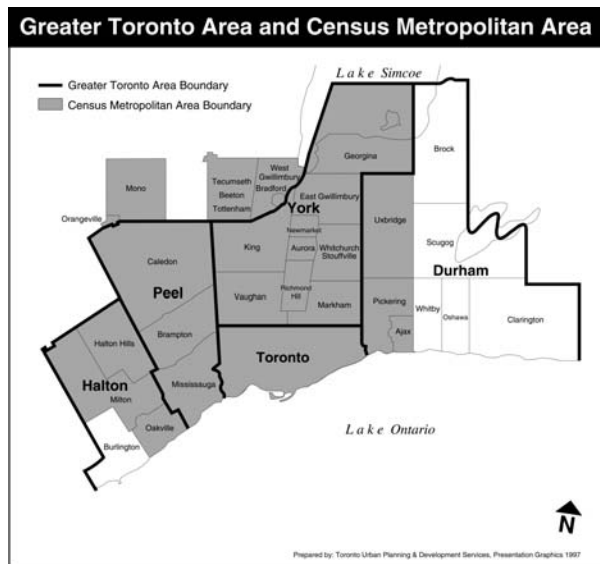 Greater Toronto Area and Census Metropolitan Area
Lake Simcoe
Greater Toronto Area Boundary
Census Metropolitan Area Boundary
Brock
Georgina
West
Gwillimbury
Bradford
Tecumseth
Beeton
Tottenham
Mono
Orangeville
East Gwillimbury
York
Newmarket
Uxbridge
Scugog
King
Aurora
Whitchurch
Stouffville
Caledon
Durham
Peel
Vaughan
Richmond
Hill
Markham
Pickering
Ajax
Whitby
Oshawa
Clarington
Brampton
Halton Hills
Toronto
Halton
Milton
Mississauga
Oakville
Burlington
Lake Ontario
N
Prepared by: Toronto Urban Planning & Development Services, Presentation Graphics 1997